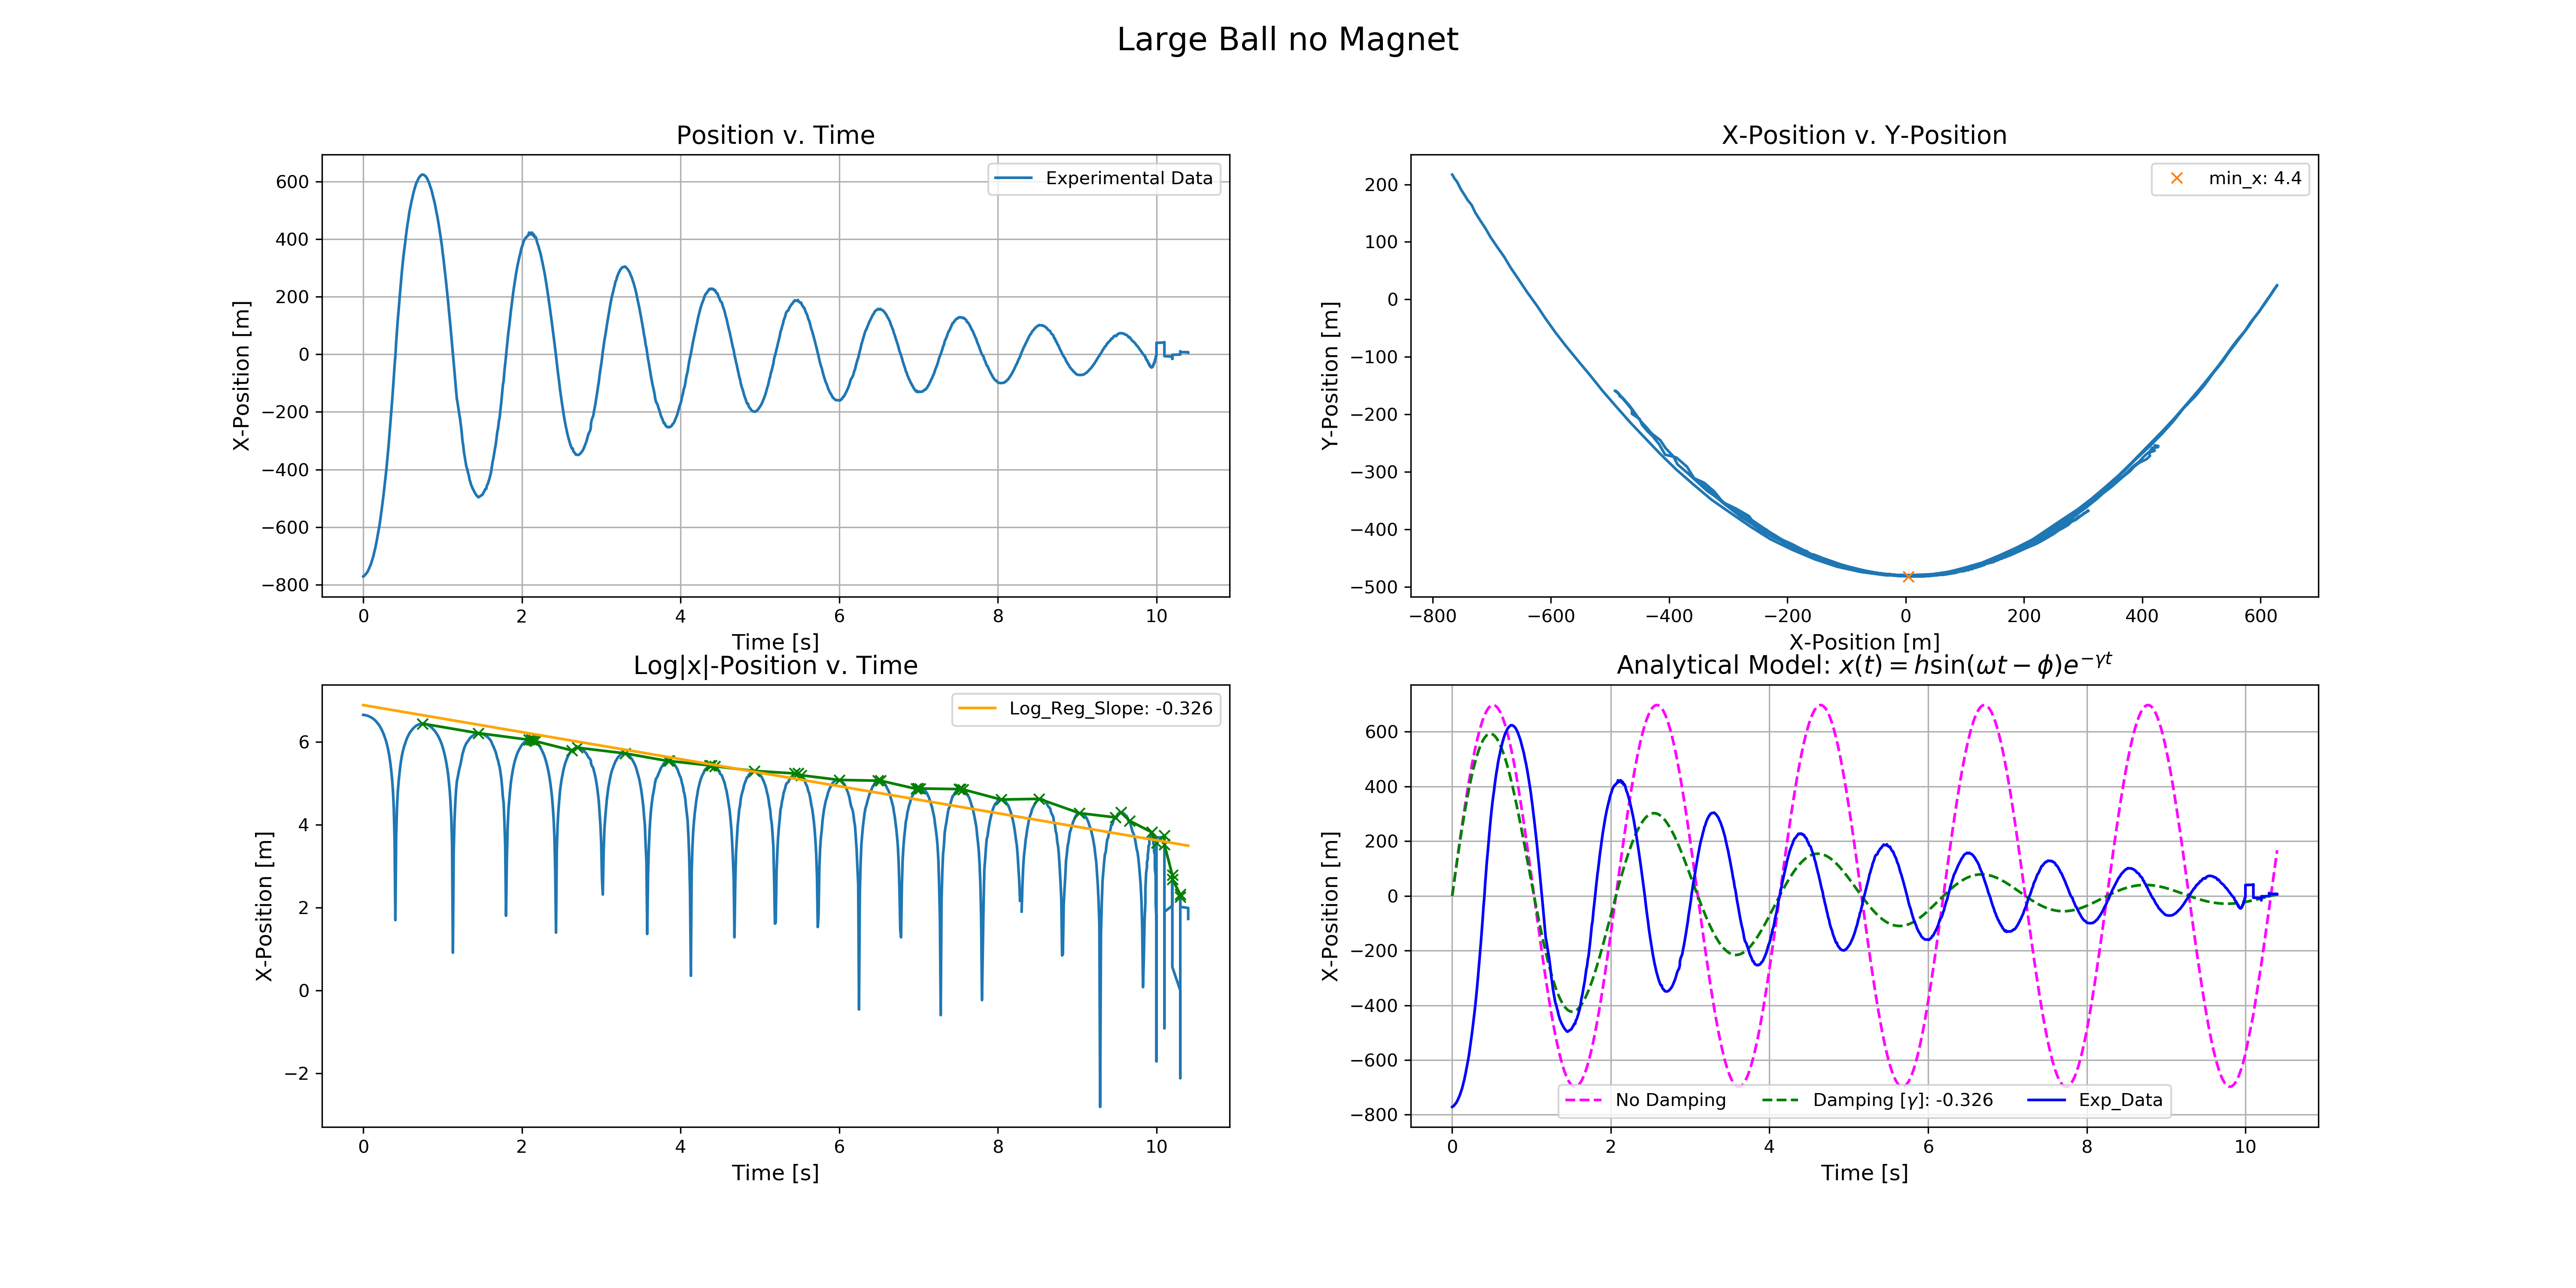 Large Ball no Magnet
Position v. Time
600
400
200
0
−200
−400
−600
−800
X-Position [m]
Experimental Data
0 2 4 6 8 10
Time [s]
X-Position v. Y-Position
200
100
0
−100
−200
−300
−400
−500
Y-Position [m]
min_x: 4.4
−800 −600 −400 −200 0 200 400 600
X-Position [m]
Log|x|-Position v. Time
6
4
2
0
−2
X-Position [m]
Log_Reg_Slope: -0.326
0 2 4 6 8 10
Time [s]
Analytical Model: x(t) = hsin(ωt − ϕ)e^{−γt}
600
400
200
0
−200
−400
−600
−800
X-Position [m]
No Damping Damping [γ]: -0.326 Exp_Data
0 2 4 6 8 10
Time [s]